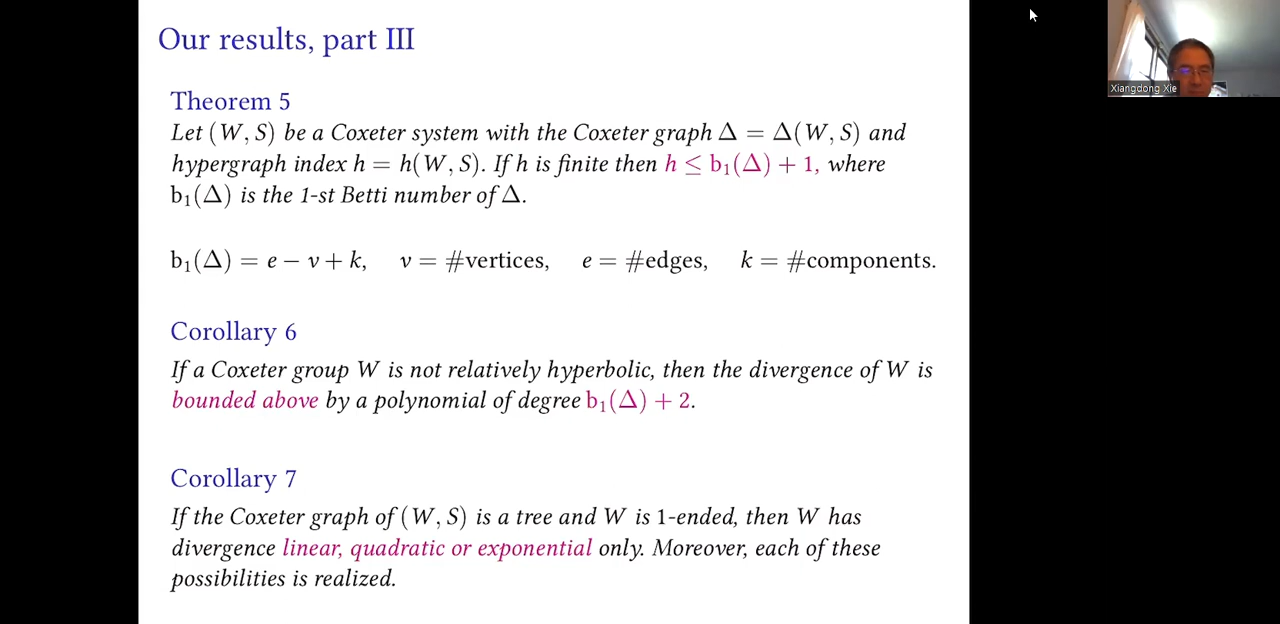 Our results, part III
Theorem 5
Let (W, S) be a Coxeter system with the Coxeter graph Δ = Δ(W, S) and
hypergraph index h = h(W, S). If h is finite then h ≤ b₁(Δ) + 1, where
b₁(Δ) is the 1-st Betti number of Δ.
b₁(Δ) = e − v + k, v = #vertices, e = #edges, k = #components.
Corollary 6
If a Coxeter group W is not relatively hyperbolic, then the divergence of W is
bounded above by a polynomial of degree b₁(Δ) + 2.
Corollary 7
If the Coxeter graph of (W, S) is a tree and W is 1-ended, then W has
divergence linear, quadratic or exponential only. Moreover, each of these
possibilities is realized.
Xiangdong Xie